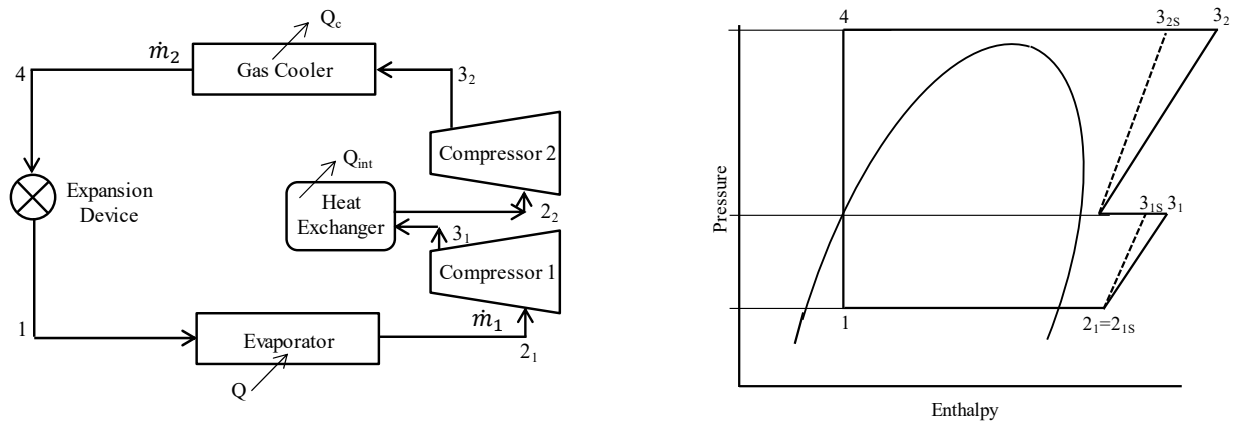 Q_c
ṁ_2
Gas Cooler
4
3_2
Compressor 2
Q_int
Expansion
Device
Heat
Exchanger
2_2
3_1
Compressor 1
1
ṁ_1
Evaporator
2_1
Q
4
3_2S
3_2
Pressure
3_1S
3_1
1
2_1=2_1S
Enthalpy